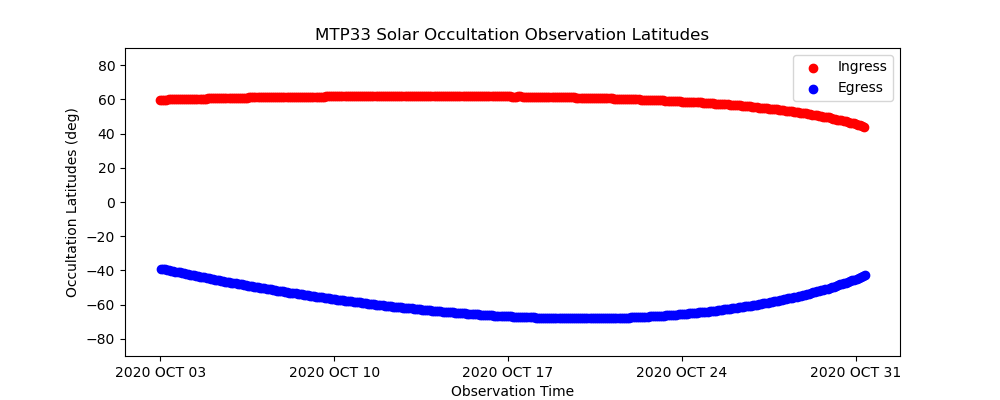 MTP33 Solar Occultation Observation Latitudes
Ingress
Egress
Occultation Latitudes (deg)
80
60
40
20
0
−20
−40
−60
−80
2020 OCT 03
2020 OCT 10
2020 OCT 17
2020 OCT 24
2020 OCT 31
Observation Time